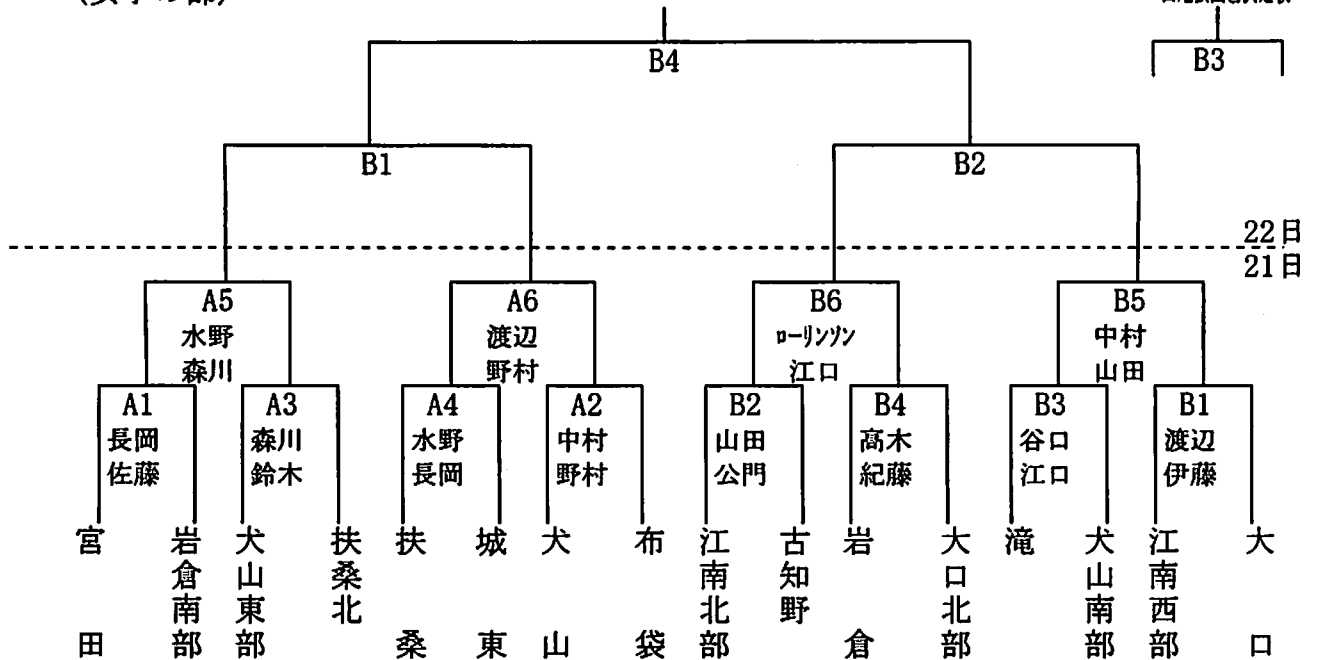 B4
B3
B1
B2
22日
21日
A5
水野
森川
A6
渡辺
野村
B6
ローリンソン
江口
B5
中村
山田
A1
長岡
佐藤
A3
森川
鈴木
A4
水野
長岡
A2
中村
野村
B2
山田
公門
B4
高木
紀藤
B3
谷口
江口
B1
渡辺
伊藤
宮田
岩倉南部
犬山東部
扶桑北
扶桑
城東
犬山
布袋
江南北部
古知野
岩倉
大口北部
滝
犬山南部
江南西部
大口